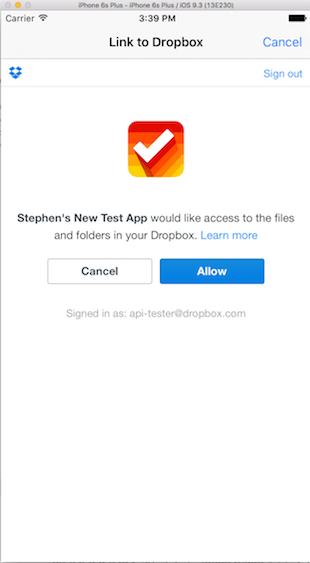 iPhone 6s Plus - iPhone 6s Plus / iOS 9.3 (13E230)
Carrier 3:39 PM
Link to Dropbox Cancel
Sign out
Stephen's New Test App would like access to the files
and folders in your Dropbox. Learn more
Cancel Allow
Signed in as: api-tester@dropbox.com